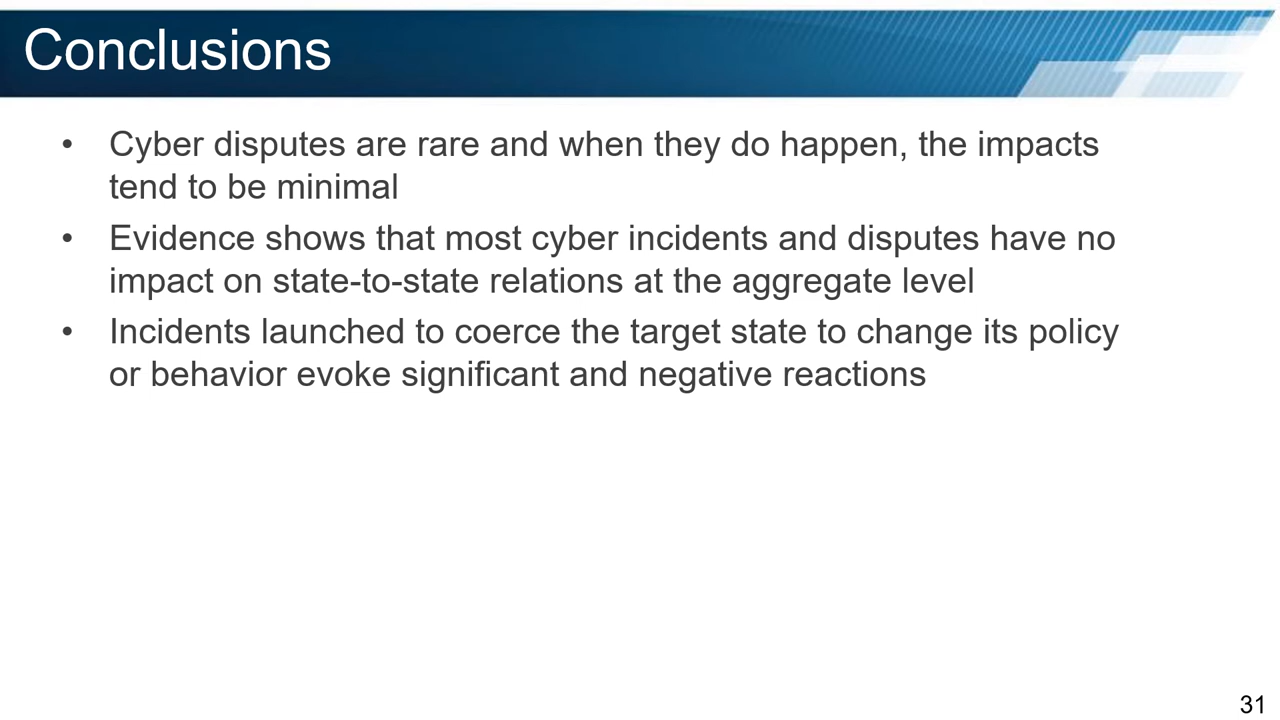 Conclusions
• Cyber disputes are rare and when they do happen, the impacts
tend to be minimal
• Evidence shows that most cyber incidents and disputes have no
impact on state-to-state relations at the aggregate level
• Incidents launched to coerce the target state to change its policy
or behavior evoke significant and negative reactions
31